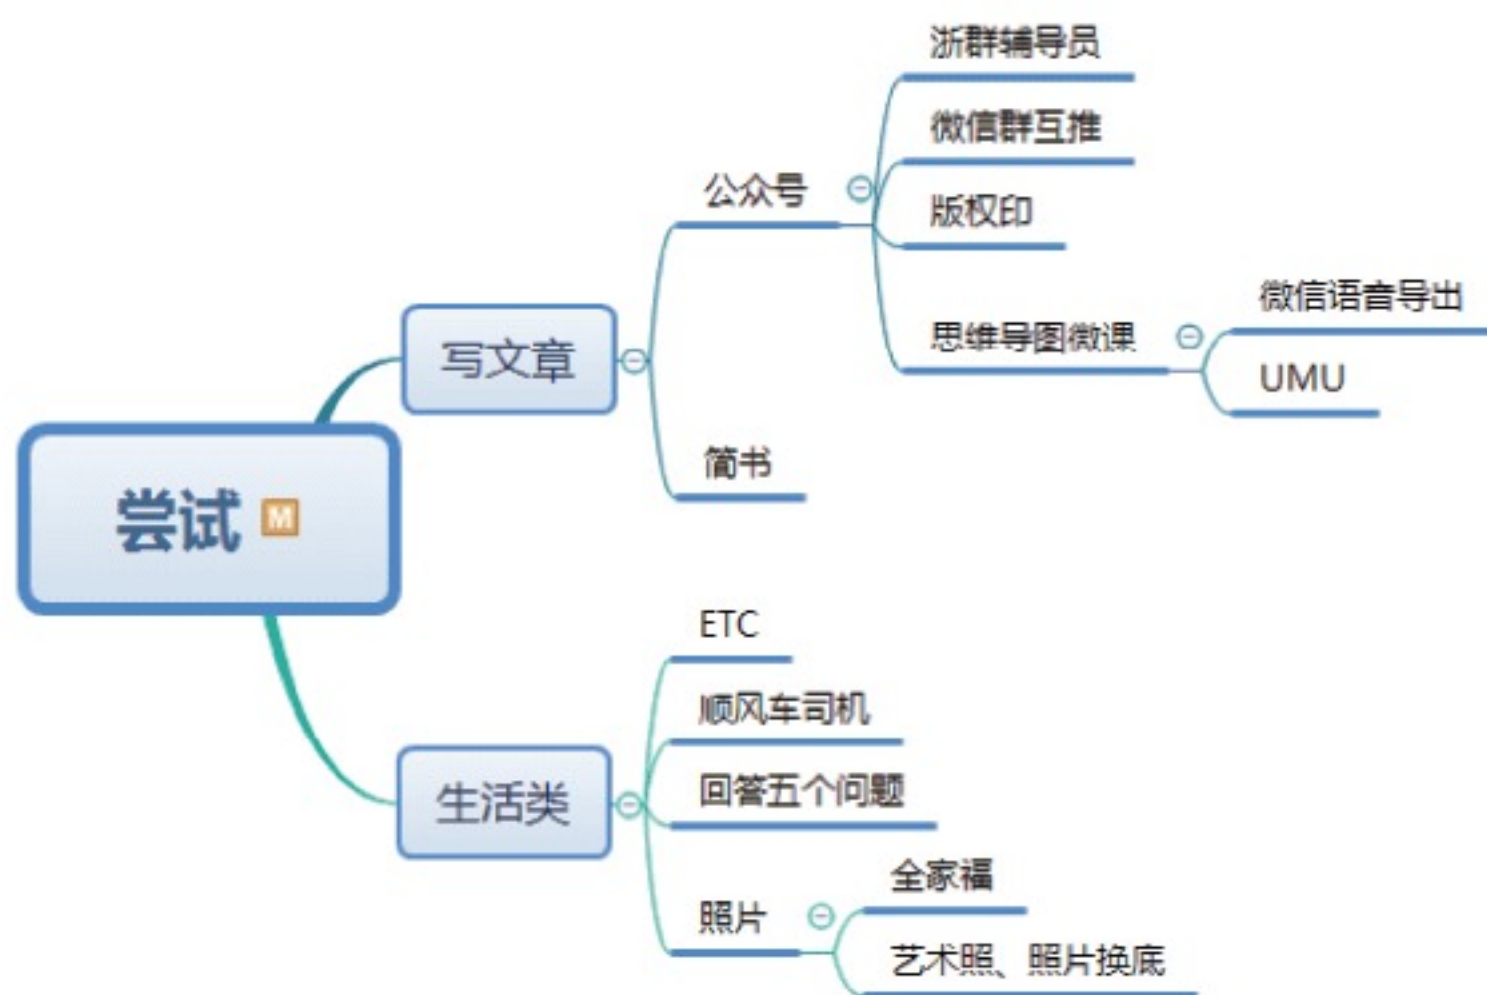 尝试 M
写文章
公众号
浙群辅导员
微信群互推
版权印
思维导图微课
微信语音导出
UMU
简书
生活类
ETC
顺风车司机
回答五个问题
照片
全家福
艺术照、照片换底